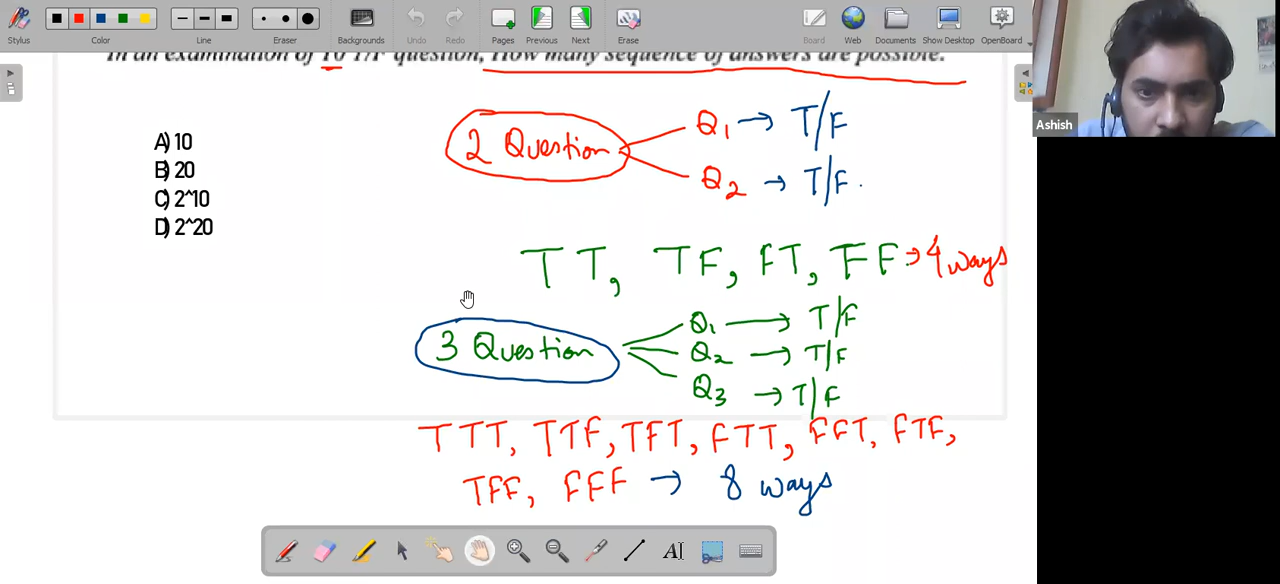 Stylus
Color
Line
Eraser
Backgrounds
Undo
Redo
Pages
Previous
Next
Erase
Board
Web
Documents
Show Desktop
OpenBoard
In an examination of 10 T/F question, How many sequence of answers are possible.
Ashish
A) 10
B) 20
C) 2^10
D) 2^20
2 Question
Q1 → T/F
Q2 → T/F.
TT, TF, FT, FF → 4 ways
3 Question
Q1 → T/F
Q2 → T/F
Q3 → T/F
TTT, TTF, TFT, FTT, FFT, FTF,
TFF, FFF → 8 ways
A